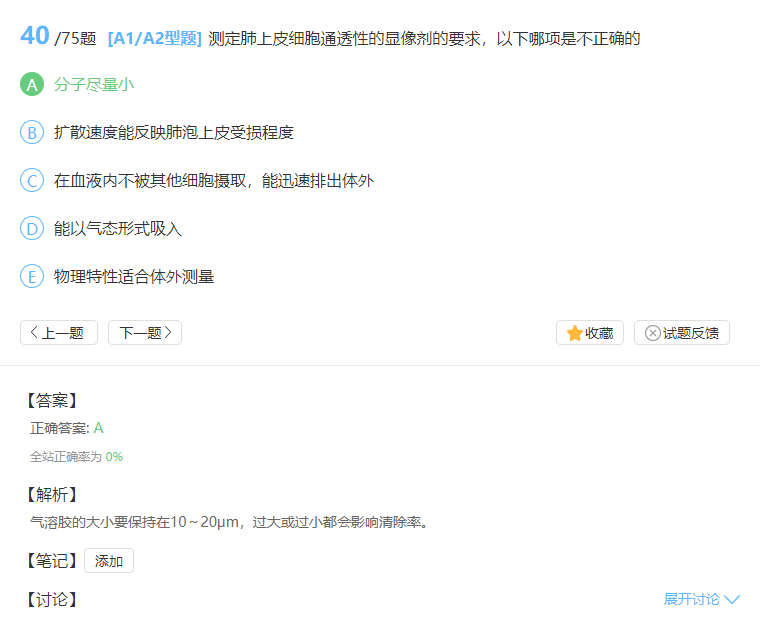 40 /75题 [A1/A2型题] 测定肺上皮细胞通透性的显像剂的要求，以下哪项是不正确的
A 分子尽量小
B 扩散速度能反映肺泡上皮受损程度
C 在血液内不被其他细胞摄取，能迅速排出体外
D 能以气态形式吸入
E 物理特性适合体外测量
上一题 下一题 收藏 试题反馈
【答案】
正确答案: A
全站正确率为 0%
【解析】
气溶胶的大小要保持在10～20μm，过大或过小都会影响清除率。
【笔记】 添加
【讨论】 展开讨论